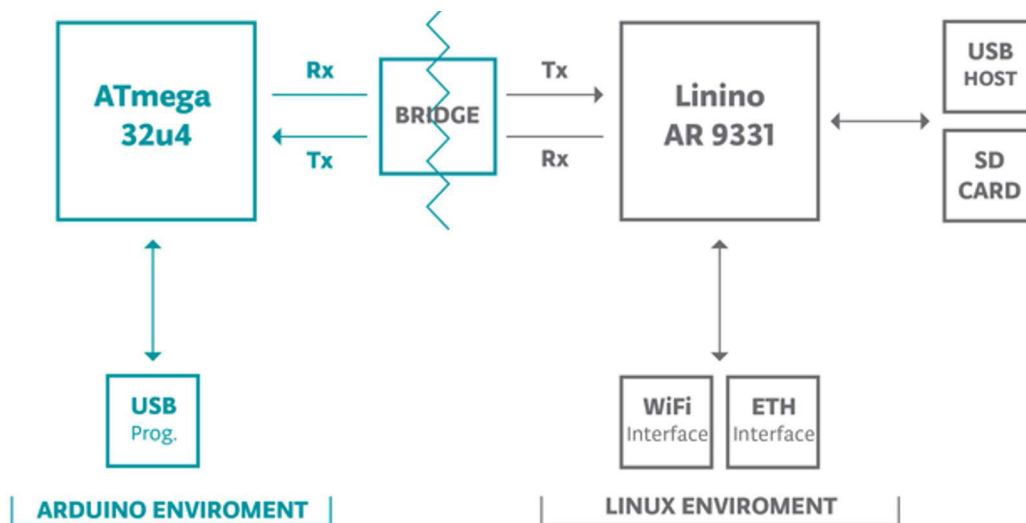 ATmega
32u4
Rx
Tx
BRIDGE
Tx
Rx
Linino
AR 9331
USB
HOST
SD
CARD
USB
Prog.
WiFi
Interface
ETH
Interface
ARDUINO ENVIROMENT
LINUX ENVIROMENT